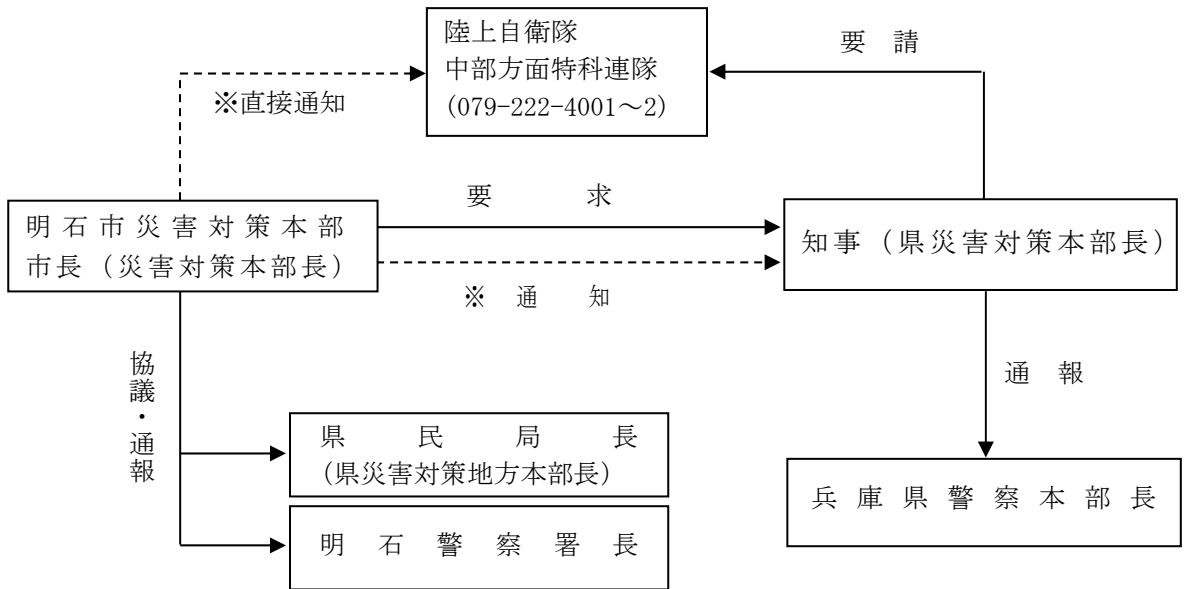 陸上自衛隊
中部方面特科連隊
(079-222-4001～2)
要請
※直接通知
要求
明石市災害対策本部
市長（災害対策本部長）
知事（県災害対策本部長）
※通知
協議・通報
通報
県民局長
（県災害対策地方本部長）
兵庫県警察本部長
明石警察署長